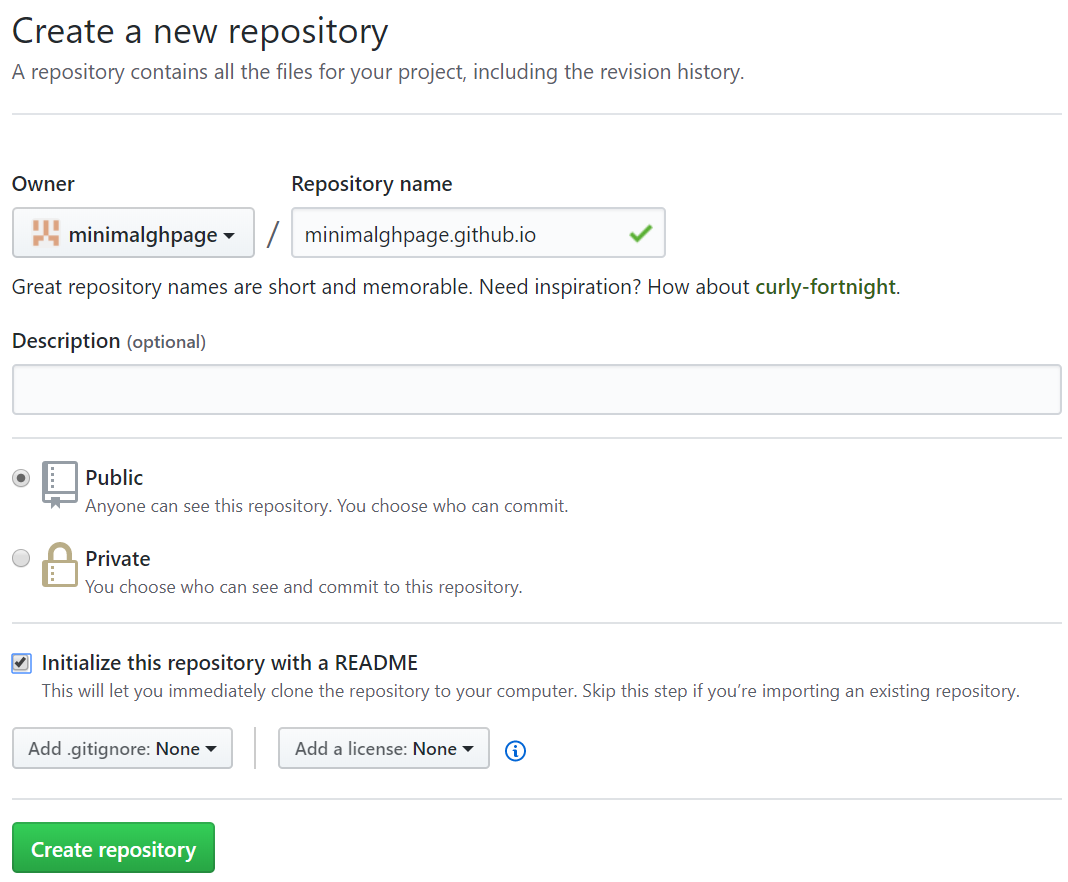 Create a new repository
A repository contains all the files for your project, including the revision history.
Owner Repository name
minimalghpage / minimalghpage.github.io
Great repository names are short and memorable. Need inspiration? How about curly-fortnight.
Description (optional)
Public
Anyone can see this repository. You choose who can commit.
Private
You choose who can see and commit to this repository.
Initialize this repository with a README
This will let you immediately clone the repository to your computer. Skip this step if you’re importing an existing repository.
Add .gitignore: None Add a license: None
Create repository